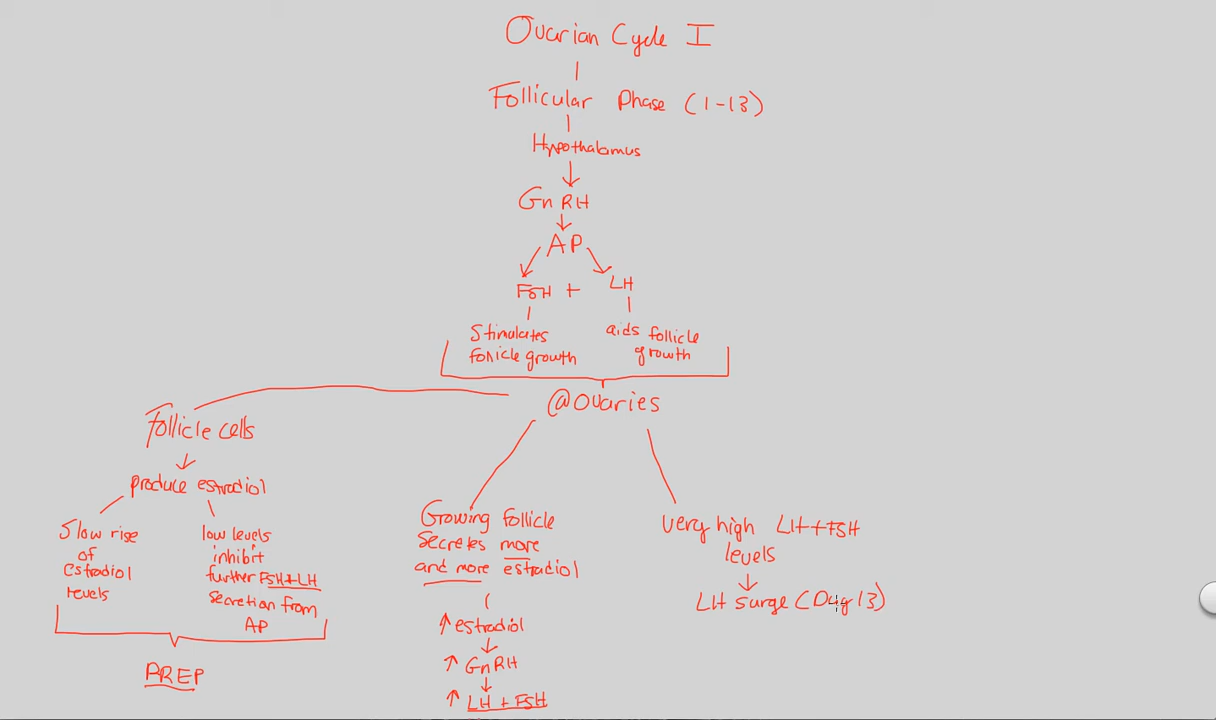 Ovarian Cycle I
Follicular Phase (1-13)
Hypothalamus
GnRH
AP
FSH + LH
Stimulates
follicle growth
aids follicle
growth
@Ovaries
Follicle cells
produce estradiol
Slow rise
of
estradiol
levels
low levels
inhibit
further FSH+LH
secretion from
AP
PREP
Growing follicle
secretes more
and more estradiol
↑ estradiol
↑ GnRH
↑ LH + FSH
very high LH++FSH
levels
LH surge (Day 13)